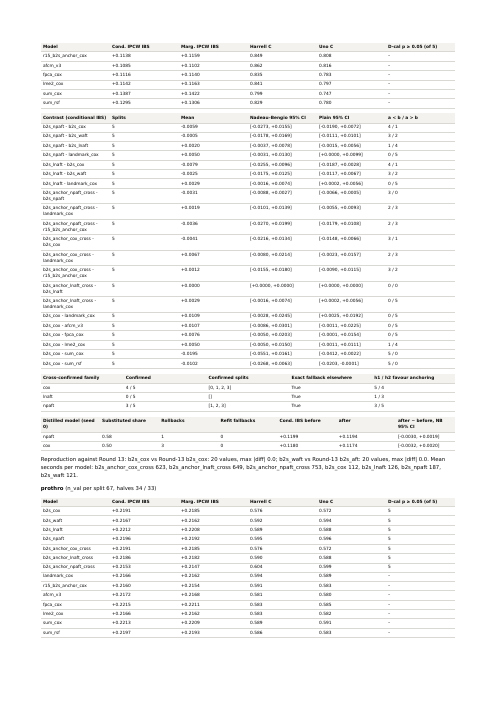 Model Cond. IPCW IBS Marg. IPCW IBS Harrell C Uno C D-cal p ≥ 0.05 (of 5)
r15_b2s_anchor_cox +0.1138 +0.1159 0.849 0.808 –
afcm_v3 +0.1085 +0.1102 0.862 0.816 –
fpca_cox +0.1116 +0.1140 0.835 0.783 –
lme2_cox +0.1142 +0.1163 0.841 0.797 –
sum_cox +0.1387 +0.1422 0.799 0.747 –
sum_rsf +0.1295 +0.1306 0.829 0.780 –
Contrast (conditional IBS) Splits Mean Nadeau-Bengio 95% CI Plain 95% CI a < b / a > b
b2s_npaft - b2s_cox 5 -0.0059 [-0.0273, +0.0155] [-0.0190, +0.0072] 4 / 1
b2s_npaft - b2s_waft 5 -0.0005 [-0.0178, +0.0169] [-0.0111, +0.0101] 3 / 2
b2s_npaft - b2s_lnaft 5 +0.0020 [-0.0037, +0.0078] [-0.0015, +0.0056] 1 / 4
b2s_npaft - landmark_cox 5 +0.0050 [-0.0031, +0.0130] [+0.0000, +0.0099] 0 / 5
b2s_lnaft - b2s_cox 5 -0.0079 [-0.0255, +0.0096] [-0.0187, +0.0028] 4 / 1
b2s_lnaft - b2s_waft 5 -0.0025 [-0.0175, +0.0125] [-0.0117, +0.0067] 3 / 2
b2s_lnaft - landmark_cox 5 +0.0029 [-0.0016, +0.0074] [+0.0002, +0.0056] 0 / 5
b2s_anchor_npaft_cross - 5 -0.0031 [-0.0088, +0.0027] [-0.0066, +0.0005] 3 / 0
b2s_npaft
b2s_anchor_npaft_cross - 5 +0.0019 [-0.0101, +0.0139] [-0.0055, +0.0093] 2 / 3
landmark_cox
b2s_anchor_npaft_cross - 5 -0.0036 [-0.0270, +0.0199] [-0.0179, +0.0108] 2 / 3
r15_b2s_anchor_cox
b2s_anchor_cox_cross - 5 -0.0041 [-0.0216, +0.0134] [-0.0148, +0.0066] 3 / 1
b2s_cox
b2s_anchor_cox_cross - 5 +0.0067 [-0.0080, +0.0214] [-0.0023, +0.0157] 2 / 3
landmark_cox
b2s_anchor_cox_cross - 5 +0.0012 [-0.0155, +0.0180] [-0.0090, +0.0115] 3 / 2
r15_b2s_anchor_cox
b2s_anchor_lnaft_cross - 5 +0.0000 [+0.0000, +0.0000] [+0.0000, +0.0000] 0 / 0
b2s_lnaft
b2s_anchor_lnaft_cross - 5 +0.0029 [-0.0016, +0.0074] [+0.0002, +0.0056] 0 / 5
landmark_cox
b2s_cox - landmark_cox 5 +0.0109 [-0.0028, +0.0245] [+0.0025, +0.0192] 0 / 5
b2s_cox - afcm_v3 5 +0.0107 [-0.0086, +0.0301] [-0.0011, +0.0225] 0 / 5
b2s_cox - fpca_cox 5 +0.0076 [-0.0050, +0.0203] [-0.0001, +0.0154] 0 / 5
b2s_cox - lme2_cox 5 +0.0050 [-0.0050, +0.0150] [-0.0011, +0.0111] 1 / 4
b2s_cox - sum_cox 5 -0.0195 [-0.0551, +0.0161] [-0.0412, +0.0022] 5 / 0
b2s_cox - sum_rsf 5 -0.0102 [-0.0268, +0.0063] [-0.0203, -0.0001] 5 / 0
Cross-confirmed family Confirmed Confirmed splits Exact fallback elsewhere h1 / h2 favour anchoring
cox 4 / 5 [0, 1, 2, 3] True 5 / 4
lnaft 0 / 5 [] True 1 / 3
npaft 3 / 5 [1, 2, 3] True 3 / 5
Distilled model (seed Substituted share Rollbacks Refit fallbacks Cond. IBS before after after − before, NB
0) 95% CI)
npaft 0.58 1 0 +0.1199 +0.1194 [-0.0030, +0.0019]
cox 0.50 3 0 +0.1180 +0.1174 [-0.0032, +0.0020]
Reproduction against Round 13: b2s_cox vs Round-13 b2s_cox: 20 values, max |diff| 0.0; b2s_waft vs b2s_aft: 20 values, max |diff| 0.0. Mean
seconds per model: b2s_anchor_cox_cross 623, b2s_anchor_lnaft_cross 649, b2s_anchor_npaft_cross 753, b2s_cox 112, b2s_lnaft 126, b2s_npaft 187,
b2s_waft 121.
prothro (n_val per split 67, halves 34 / 33)
Model Cond. IPCW IBS Marg. IPCW IBS Harrell C Uno C D-cal p ≥ 0.05 (of 5)
b2s_cox +0.2191 +0.2185 0.576 0.572 5
b2s_waft +0.2167 +0.2162 0.592 0.594 5
b2s_lnaft +0.2212 +0.2208 0.589 0.588 5
b2s_npaft +0.2196 +0.2192 0.595 0.596 5
b2s_anchor_cox_cross +0.2191 +0.2185 0.576 0.572 5
b2s_anchor_lnaft_cross +0.2186 +0.2182 0.590 0.588 5
b2s_anchor_npaft_cross +0.2153 +0.2147 0.604 0.599 5
landmark_cox +0.2166 +0.2162 0.594 0.589 –
r15_b2s_anchor_cox +0.2160 +0.2154 0.591 0.583 –
afcm_v3 +0.2172 +0.2168 0.581 0.580 –
fpca_cox +0.2215 +0.2211 0.583 0.585 –
lme2_cox +0.2166 +0.2162 0.583 0.582 –
sum_cox +0.2213 +0.2209 0.589 0.591 –
sum_rsf +0.2197 +0.2193 0.586 0.583 –